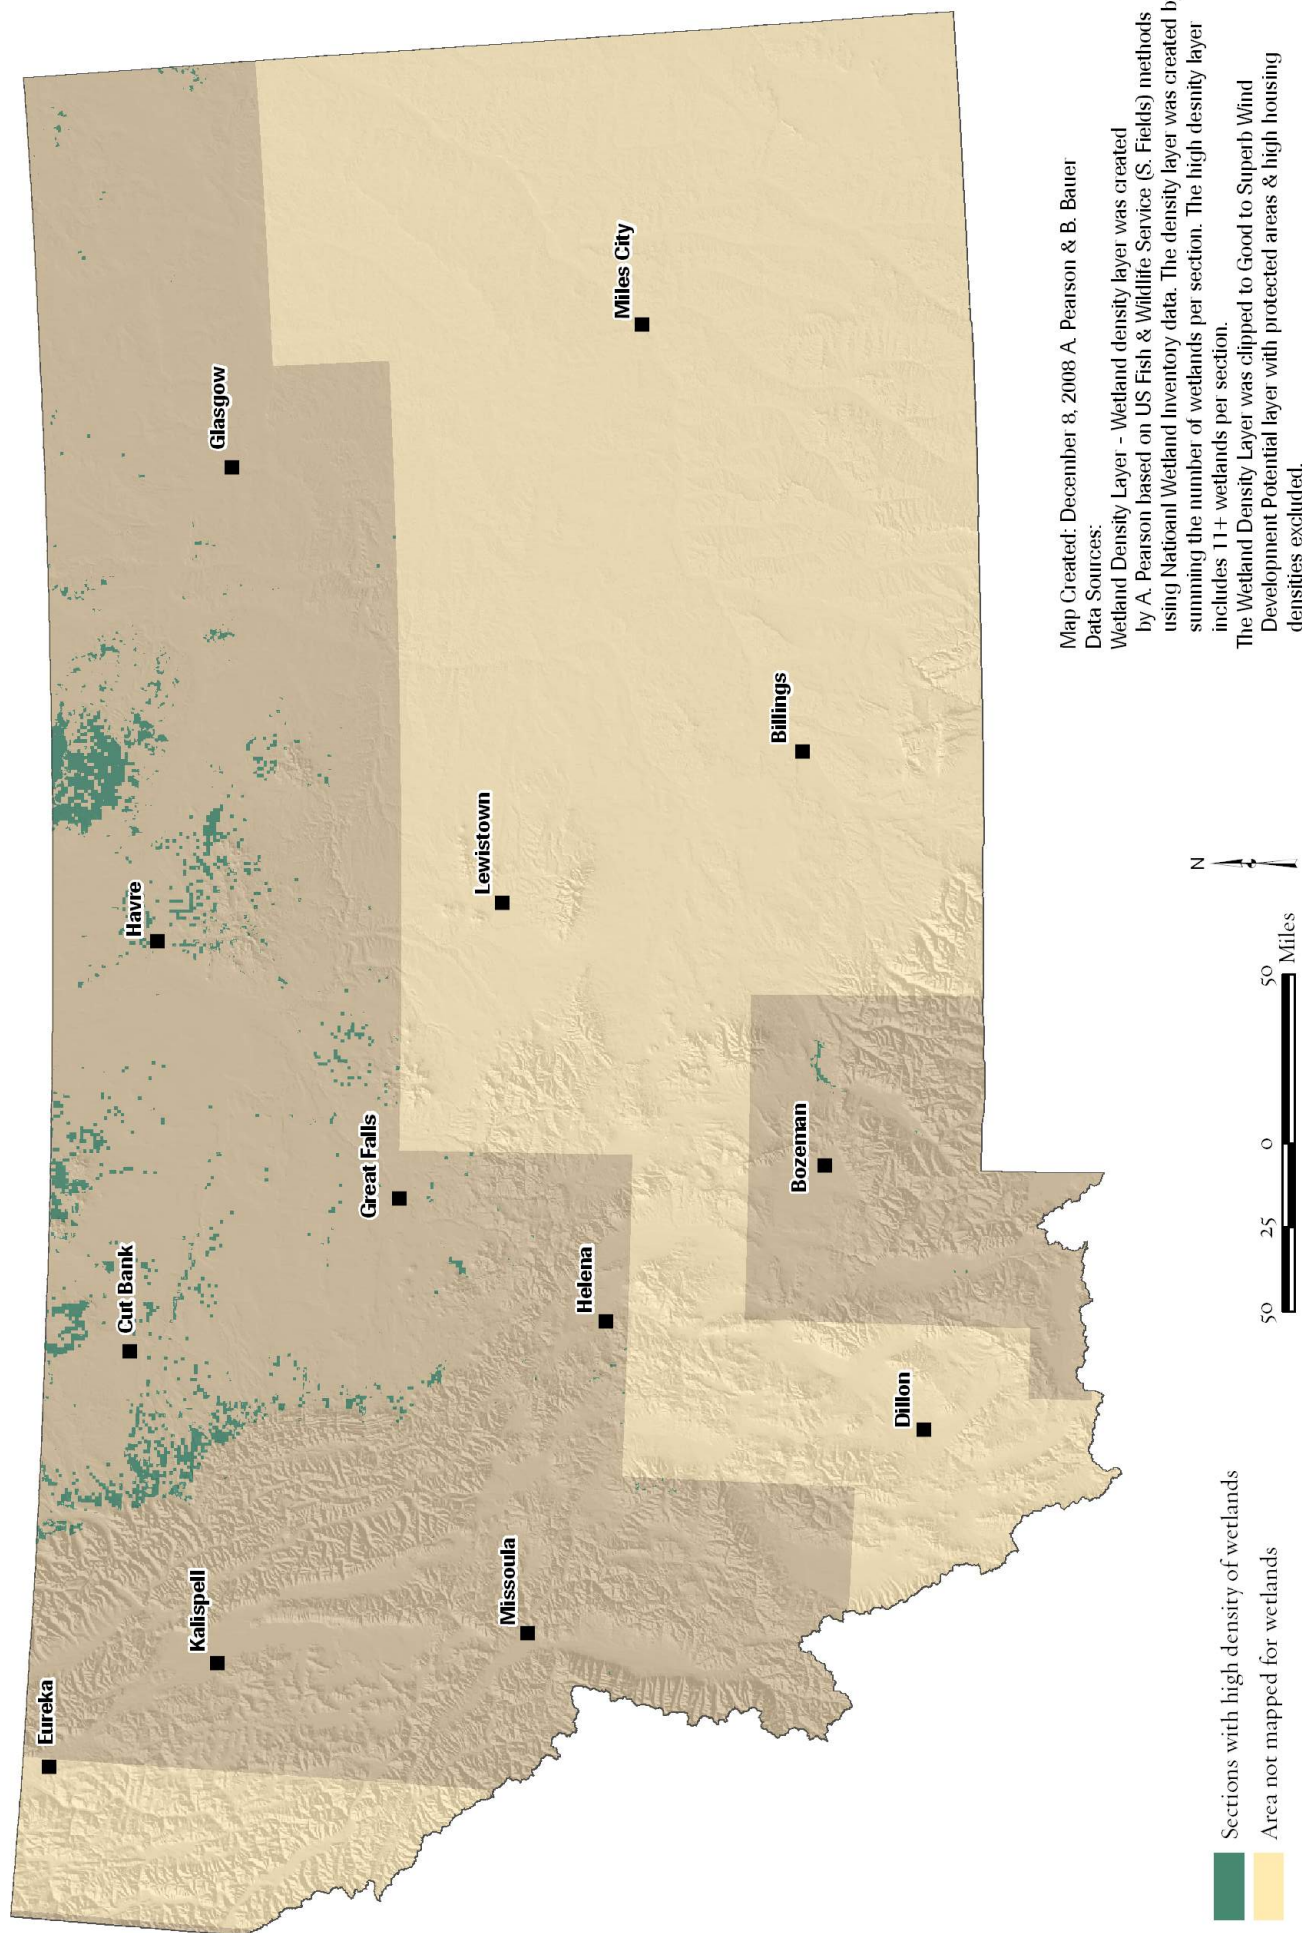 Eureka
Kalispell
Cut Bank
Havre
Glasgow
Great Falls
Missoula
Helena
Lewistown
Miles City
Bozeman
Billings
Dillon
Sections with high density of wetlands
Area not mapped for wetlands
50 25 0 50
Miles
N
Map Created: December 8, 2008 A. Pearson & B. Bauer
Data Sources:
Wetland Density Layer - Wetland density layer was created
by A. Pearson based on US Fish & Wildlife Service (S. Fields) methods
using Natioanl Wetland Inventory data. The density layer was created b
summing the number of wetlands per section. The high desnity layer
includes 11+ wetlands per section.
The Wetland Density Layer was clipped to Good to Superb Wind
Development Potential layer with protected areas & high housing
densities excluded.